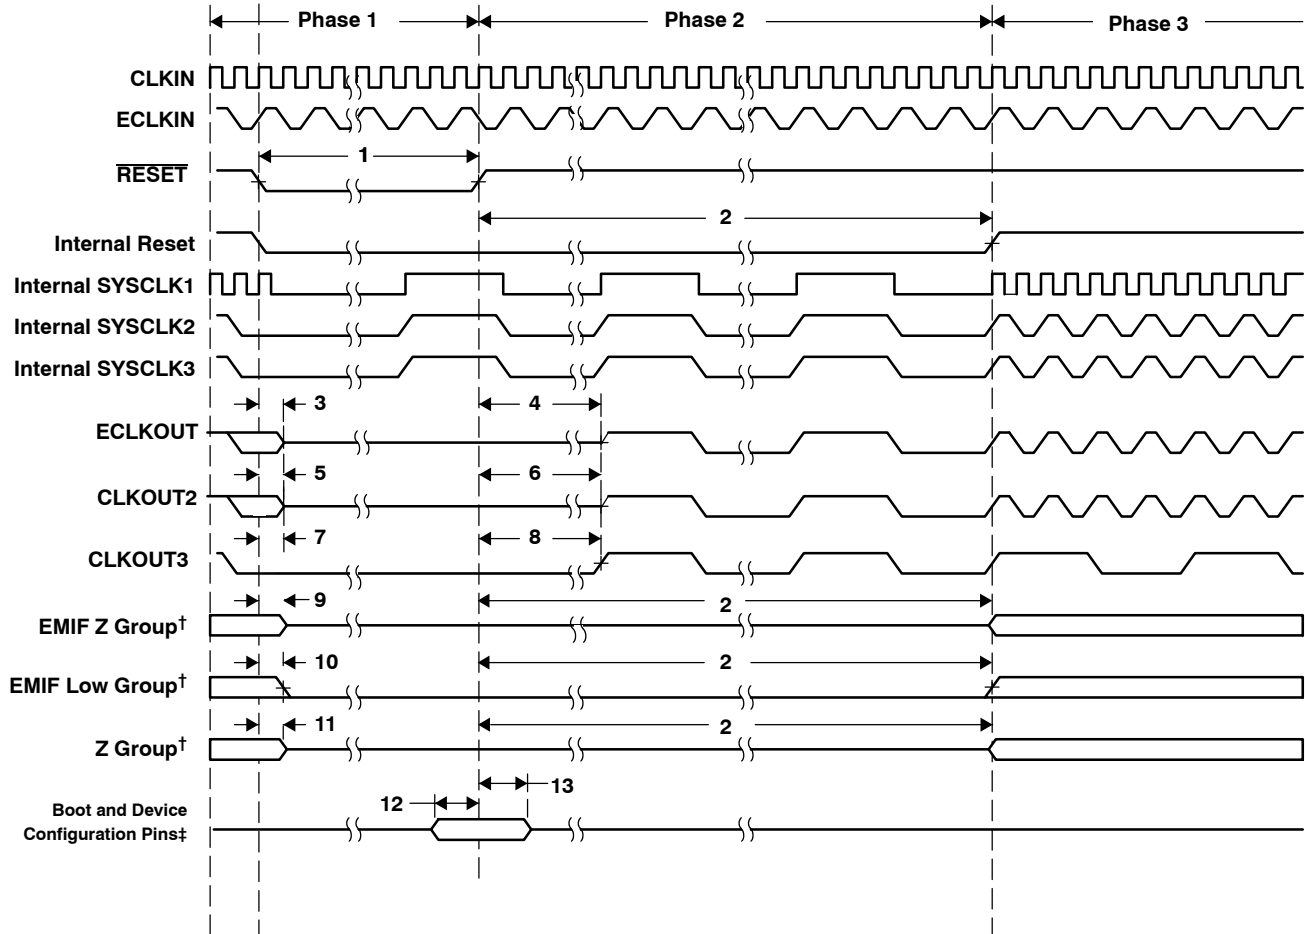 Phase 1
Phase 2
Phase 3
CLKIN
ECLKIN
1
RESET
2
Internal Reset
Internal SYSCLK1
Internal SYSCLK2
Internal SYSCLK3
3
4
ECLKOUT
5
6
CLKOUT2
7
8
CLKOUT3
9
2
EMIF Z Group†
10
2
EMIF Low Group†
11
2
Z Group†
13
12
Boot and Device
Configuration Pins‡